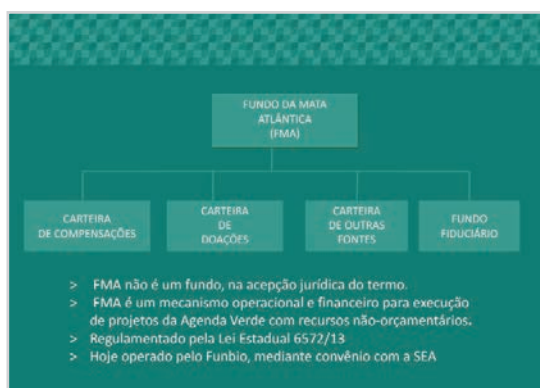 FUNDO DA MATA
ATLÂNTICA
(FMA)
CARTEIRA
DE COMPENSAÇÕES
CARTEIRA
DE
DOAÇÕES
CARTEIRA
DE OUTRAS
FONTES
FUNDO
FIDUCIÁRIO
> FMA não é um fundo, na acepção jurídica do termo.
> FMA é um mecanismo operacional e financeiro para execução
de projetos da Agenda Verde com recursos não-orçamentários.
> Regulamentado pela Lei Estadual 6572/13
> Hoje operado pelo Funbio, mediante convênio com a SEA